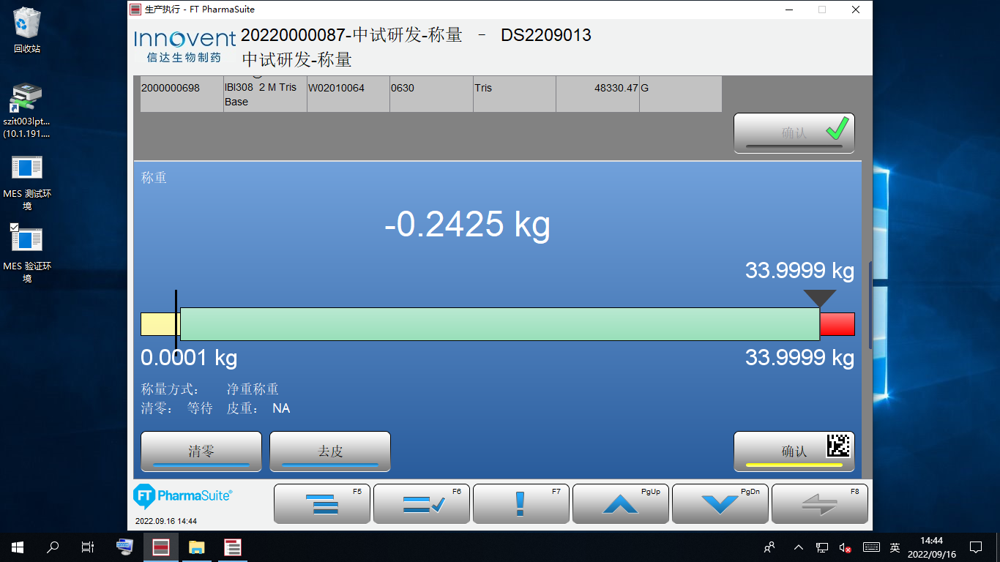 回收站
szit003lpt...
(10.1.191....
MES 测试环
境
MES 验证环
境
生产执行 - FT PharmaSuite
Innovent
信达生物制药
20220000087-中试研发-称量 - DS2209013
中试研发-称量
2000000698
IBI308 2 M Tris
Base
W02010064
0630
Tris
48330.47
G
确认
称重
-0.2425 kg
33.9999 kg
0.0001 kg
33.9999 kg
称量方式: 净重称重
清零: 等待 皮重: NA
清零
去皮
确认
FT PharmaSuite®
2022.09.16 14:44
F5
F6
F7
PgUp
PgDn
F8
英
14:44
2022/09/16